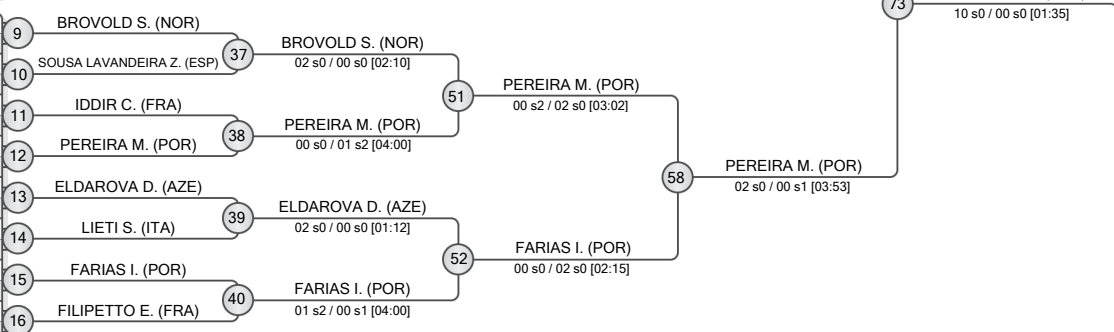 73
10 s0 / 00 s0 [01:35]
9
BROVOLD S. (NOR)
10
SOUSA LAVANDEIRA Z. (ESP)
37
BROVOLD S. (NOR)
02 s0 / 00 s0 [02:10]
11
IDDIR C. (FRA)
12
PEREIRA M. (POR)
38
PEREIRA M. (POR)
00 s0 / 01 s2 [04:00]
51
PEREIRA M. (POR)
00 s2 / 02 s0 [03:02]
13
ELDAROVA D. (AZE)
14
LIETI S. (ITA)
39
ELDAROVA D. (AZE)
02 s0 / 00 s0 [01:12]
15
FARIAS I. (POR)
16
FILIPETTO E. (FRA)
40
FARIAS I. (POR)
01 s2 / 00 s1 [04:00]
52
FARIAS I. (POR)
00 s0 / 02 s0 [02:15]
58
PEREIRA M. (POR)
02 s0 / 00 s1 [03:53]